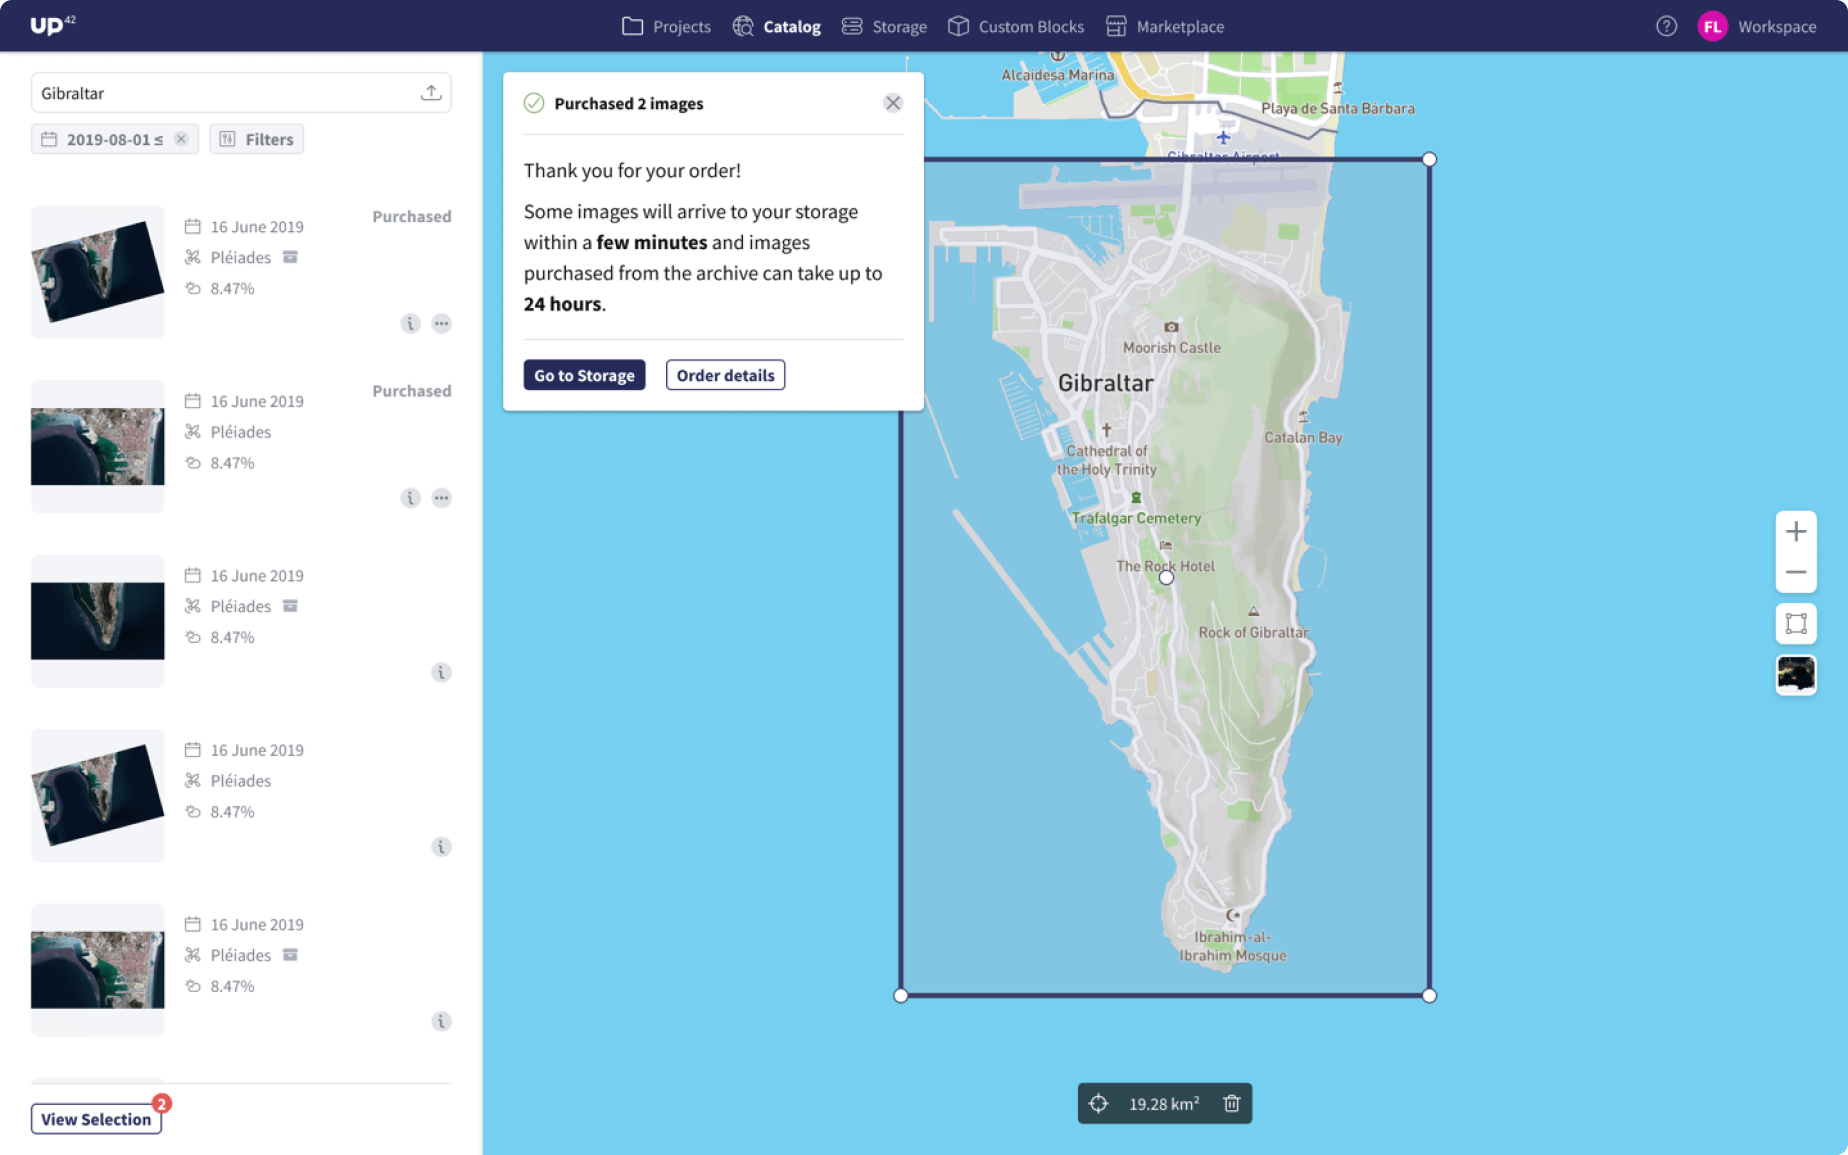 up42
Projects
Catalog
Storage
Custom Blocks
Marketplace
FL
Workspace
Gibraltar
2019-08-01 ≤
Filters
16 June 2019
Purchased
Pléiades
8.47%
16 June 2019
Purchased
Pléiades
8.47%
16 June 2019
Pléiades
8.47%
16 June 2019
Pléiades
8.47%
16 June 2019
Pléiades
8.47%
View Selection
2
Purchased 2 images
Thank you for your order!
Some images will arrive to your storage
within a few minutes and images
purchased from the archive can take up to
24 hours.
Go to Storage
Order details
Alcaidesa Marina
Playa de Santa Bárbara
Gibraltar Airport
Moorish Castle
Gibraltar
Catalan Bay
Cathedral of
the Holy Trinity
Trafalgar Cemetery
The Rock Hotel
Rock of Gibraltar
Ibrahim-al-
Ibrahim Mosque
19.28 km²